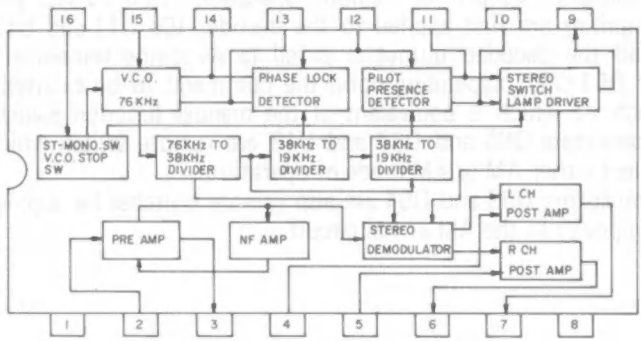 16 15 14 13 12 11 10 9
V.C.O.
76KHz
PHASE LOCK
DETECTOR
PILOT
PRESENCE
DETECTOR
STEREO
SWITCH
LAMP DRIVER
ST-MONO.SW.
V.C.O. STOP
SW
76KHz TO
38KHz
DIVIDER
38KHz TO
19KHz
DIVIDER
38KHz TO
19KHz
DIVIDER
PRE AMP
NF AMP
STEREO
DEMODULATOR
L CH
POST AMP
R CH
POST AMP
1 2 3 4 5 6 7 8